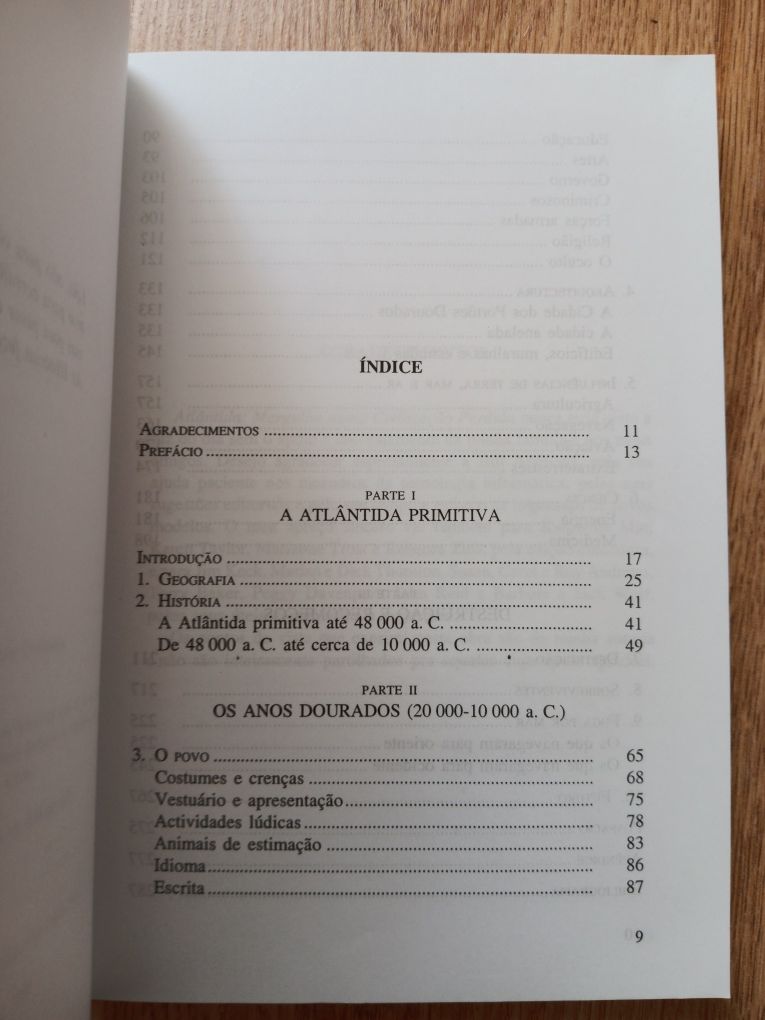 ÍNDICE
AGRADECIMENTOS ........ 11
PREFÁCIO ........ 13
PARTE I
A ATLÂNTIDA PRIMITIVA
INTRODUÇÃO ........ 17
1. GEOGRAFIA ........ 25
2. HISTÓRIA ........ 41
A Atlântida primitiva até 48 000 a. C. ........ 41
De 48 000 a. C. até cerca de 10 000 a. C. ........ 49
PARTE II
OS ANOS DOURADOS (20 000-10 000 a. C.)
3. O POVO ........ 65
Costumes e crenças ........ 68
Vestuário e apresentação ........ 75
Actividades lúdicas ........ 78
Animais de estimação ........ 83
Idioma ........ 86
Escrita ........ 87
9